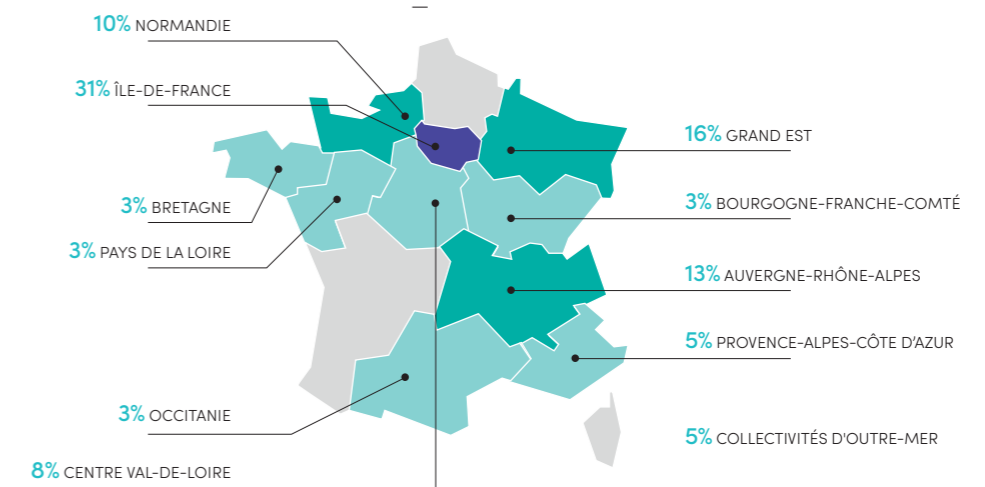 10% NORMANDIE
31% ÎLE-DE-FRANCE
3% BRETAGNE
3% PAYS DE LA LOIRE
3% OCCITANIE
8% CENTRE VAL-DE-LOIRE
16% GRAND EST
3% BOURGOGNE-FRANCHE-COMTÉ
13% AUVERGNE-RHÔNE-ALPES
5% PROVENCE-ALPES-CÔTE D'AZUR
5% COLLECTIVITÉS D'OUTRE-MER